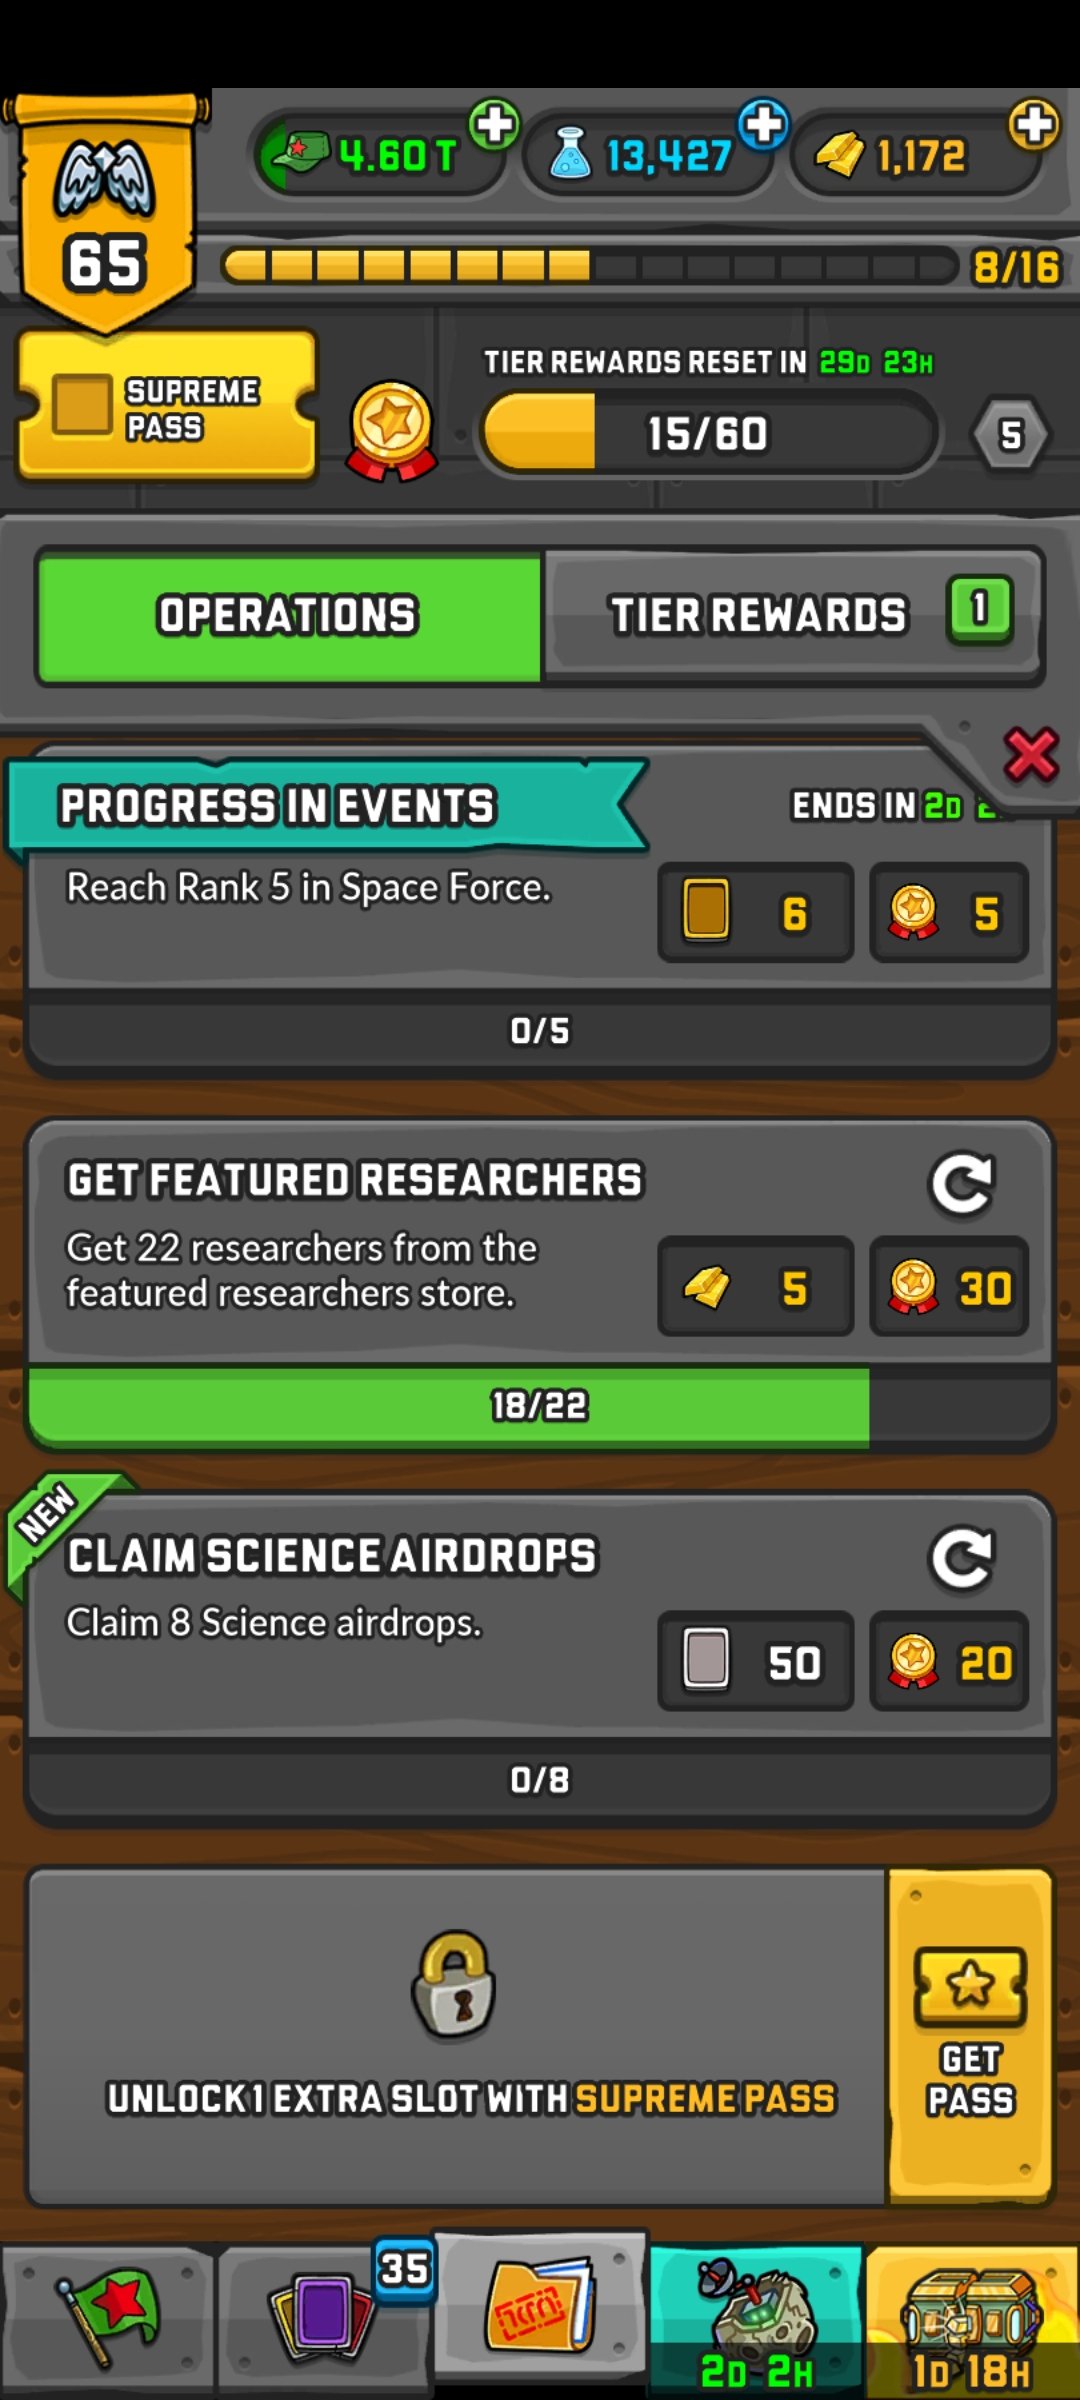 65
4.60 T
13,427
1,172
8/16
SUPREME
PASS
TIER REWARDS RESET IN 29D 23H
15/60
5
OPERATIONS
TIER REWARDS
1
PROGRESS IN EVENTS
ENDS IN 2D
Reach Rank 5 in Space Force.
6
5
0/5
GET FEATURED RESEARCHERS
Get 22 researchers from the
featured researchers store.
5
30
18/22
NEW
CLAIM SCIENCE AIRDROPS
Claim 8 Science airdrops.
50
20
0/8
UNLOCK 1 EXTRA SLOT WITH SUPREME PASS
GET
PASS
35
2D 2H
1D 18H